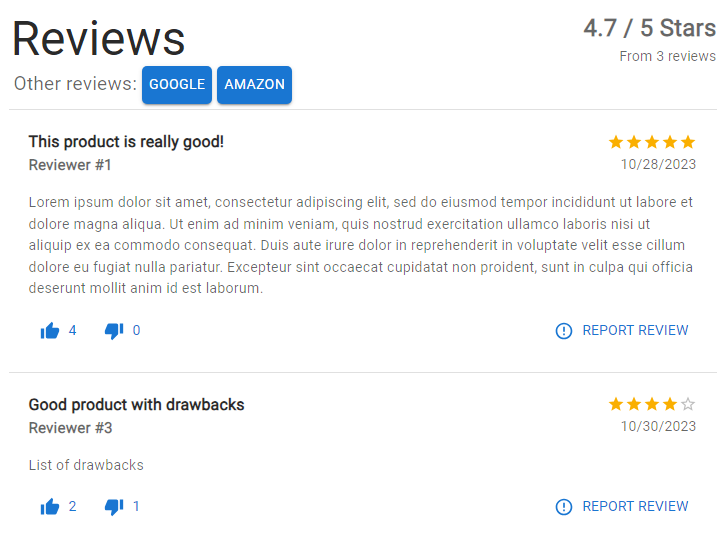 Reviews
4.7 / 5 Stars
From 3 reviews
Other reviews: GOOGLE AMAZON
This product is really good!
Reviewer #1
10/28/2023
Lorem ipsum dolor sit amet, consectetur adipiscing elit, sed do eiusmod tempor incididunt ut labore et
dolore magna aliqua. Ut enim ad minim veniam, quis nostrud exercitation ullamco laboris nisi ut
aliquip ex ea commodo consequat. Duis aute irure dolor in reprehenderit in voluptate velit esse cillum
dolore eu fugiat nulla pariatur. Excepteur sint occaecat cupidatat non proident, sunt in culpa qui officia
deserunt mollit anim id est laborum.
4 0 REPORT REVIEW
Good product with drawbacks
Reviewer #3
10/30/2023
List of drawbacks
2 1 REPORT REVIEW